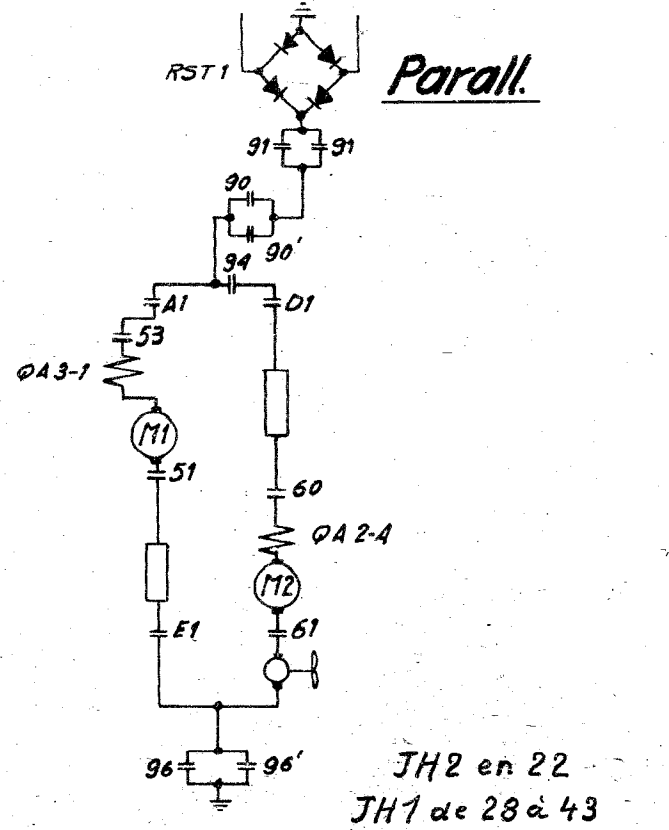 RST1
Parall.
91
91
90
90'
94
A1
D1
53
QA3-1
M1
51
60
QA2-A
M2
E1
61
96
96'
JH2 en 22
JH1 de 28 à 43